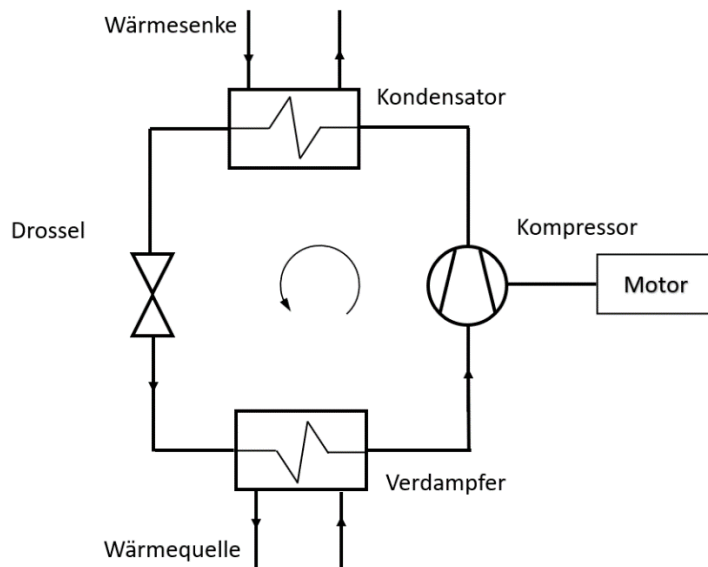 Wärmesenke
Kondensator
Drossel
Kompressor
Motor
Verdampfer
Wärmequelle